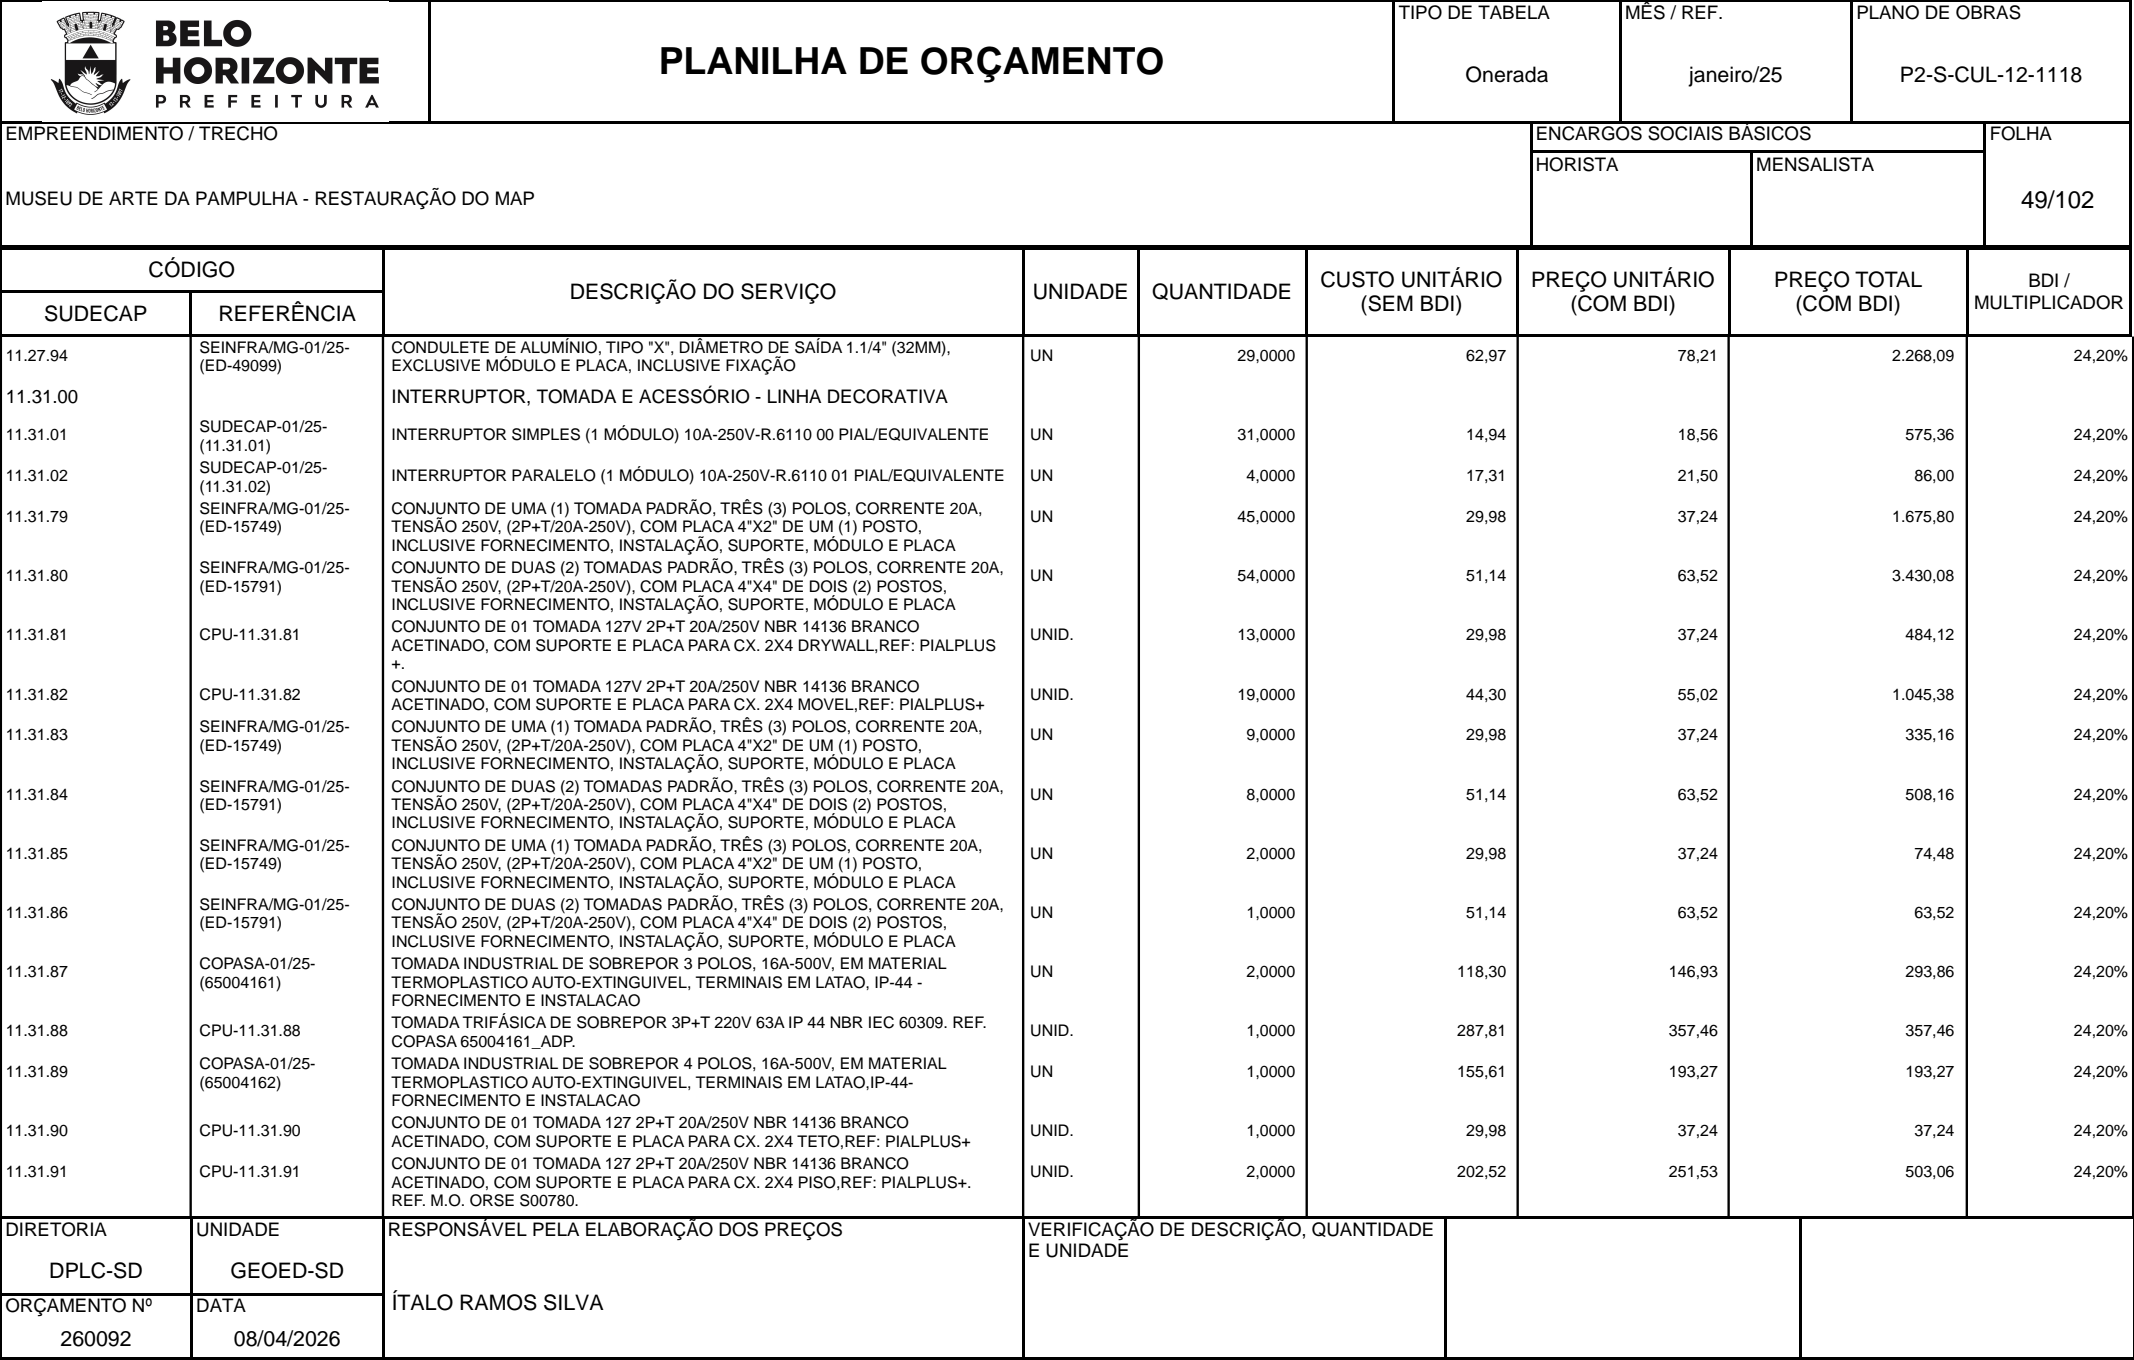 BELO
HORIZONTE
PREFEITURA
PLANILHA DE ORÇAMENTO
TIPO DE TABELA
Onerada
MÊS / REF.
janeiro/25
PLANO DE OBRAS
P2-S-CUL-12-1118
EMPREENDIMENTO / TRECHO
MUSEU DE ARTE DA PAMPULHA - RESTAURAÇÃO DO MAP
ENCARGOS SOCIAIS BÁSICOS
HORISTA
MENSALISTA
FOLHA
49/102
CÓDIGO
SUDECAP
REFERÊNCIA
DESCRIÇÃO DO SERVIÇO
UNIDADE
QUANTIDADE
CUSTO UNITÁRIO
(SEM BDI)
PREÇO UNITÁRIO
(COM BDI)
PREÇO TOTAL
(COM BDI)
BDI /
MULTIPLICADOR
11.27.94
SEINFRA/MG-01/25-
(ED-49099)
CONDULETE DE ALUMÍNIO, TIPO "X", DIÂMETRO DE SAÍDA 1.1/4" (32MM),
EXCLUSIVE MÓDULO E PLACA, INCLUSIVE FIXAÇÃO
UN 29,0000 62,97 78,21 2.268,09 24,20%
11.31.00 INTERRUPTOR, TOMADA E ACESSÓRIO - LINHA DECORATIVA
11.31.01
SUDECAP-01/25-
(11.31.01)
INTERRUPTOR SIMPLES (1 MÓDULO) 10A-250V-R.6110 00 PIAL/EQUIVALENTE
UN 31,0000 14,94 18,56 575,36 24,20%
11.31.02
SUDECAP-01/25-
(11.31.02)
INTERRUPTOR PARALELO (1 MÓDULO) 10A-250V-R.6110 01 PIAL/EQUIVALENTE
UN 4,0000 17,31 21,50 86,00 24,20%
11.31.79
SEINFRA/MG-01/25-
(ED-15749)
CONJUNTO DE UMA (1) TOMADA PADRÃO, TRÊS (3) POLOS, CORRENTE 20A,
TENSÃO 250V, (2P+T/20A-250V), COM PLACA 4"X2" DE UM (1) POSTO,
INCLUSIVE FORNECIMENTO, INSTALAÇÃO, SUPORTE, MÓDULO E PLACA
UN 45,0000 29,98 37,24 1.675,80 24,20%
11.31.80
SEINFRA/MG-01/25-
(ED-15791)
CONJUNTO DE DUAS (2) TOMADAS PADRÃO, TRÊS (3) POLOS, CORRENTE 20A,
TENSÃO 250V, (2P+T/20A-250V), COM PLACA 4"X4" DE DOIS (2) POSTOS,
INCLUSIVE FORNECIMENTO, INSTALAÇÃO, SUPORTE, MÓDULO E PLACA
UN 54,0000 51,14 63,52 3.430,08 24,20%
11.31.81
CPU-11.31.81
CONJUNTO DE 01 TOMADA 127V 2P+T 20A/250V NBR 14136 BRANCO
ACETINADO, COM SUPORTE E PLACA PARA CX. 2X4 DRYWALL,REF: PIALPLUS
+.
UNID. 13,0000 29,98 37,24 484,12 24,20%
11.31.82
CPU-11.31.82
CONJUNTO DE 01 TOMADA 127V 2P+T 20A/250V NBR 14136 BRANCO
ACETINADO, COM SUPORTE E PLACA PARA CX. 2X4 MOVEL,REF: PIALPLUS+
UNID. 19,0000 44,30 55,02 1.045,38 24,20%
11.31.83
SEINFRA/MG-01/25-
(ED-15749)
CONJUNTO DE UMA (1) TOMADA PADRÃO, TRÊS (3) POLOS, CORRENTE 20A,
TENSÃO 250V, (2P+T/20A-250V), COM PLACA 4"X2" DE UM (1) POSTO,
INCLUSIVE FORNECIMENTO, INSTALAÇÃO, SUPORTE, MÓDULO E PLACA
UN 9,0000 29,98 37,24 335,16 24,20%
11.31.84
SEINFRA/MG-01/25-
(ED-15791)
CONJUNTO DE DUAS (2) TOMADAS PADRÃO, TRÊS (3) POLOS, CORRENTE 20A,
TENSÃO 250V, (2P+T/20A-250V), COM PLACA 4"X4" DE DOIS (2) POSTOS,
INCLUSIVE FORNECIMENTO, INSTALAÇÃO, SUPORTE, MÓDULO E PLACA
UN 8,0000 51,14 63,52 508,16 24,20%
11.31.85
SEINFRA/MG-01/25-
(ED-15749)
CONJUNTO DE UMA (1) TOMADA PADRÃO, TRÊS (3) POLOS, CORRENTE 20A,
TENSÃO 250V, (2P+T/20A-250V), COM PLACA 4"X2" DE UM (1) POSTO,
INCLUSIVE FORNECIMENTO, INSTALAÇÃO, SUPORTE, MÓDULO E PLACA
UN 2,0000 29,98 37,24 74,48 24,20%
11.31.86
SEINFRA/MG-01/25-
(ED-15791)
CONJUNTO DE DUAS (2) TOMADAS PADRÃO, TRÊS (3) POLOS, CORRENTE 20A,
TENSÃO 250V, (2P+T/20A-250V), COM PLACA 4"X4" DE DOIS (2) POSTOS,
INCLUSIVE FORNECIMENTO, INSTALAÇÃO, SUPORTE, MÓDULO E PLACA
UN 1,0000 51,14 63,52 63,52 24,20%
11.31.87
COPASA-01/25-
(65004161)
TOMADA INDUSTRIAL DE SOBREPOR 3 POLOS, 16A-500V, EM MATERIAL
TERMOPLASTICO AUTO-EXTINGUIVEL, TERMINAIS EM LATAO, IP-44 -
FORNECIMENTO E INSTALACAO
UN 2,0000 118,30 146,93 293,86 24,20%
11.31.88
CPU-11.31.88
TOMADA TRIFÁSICA DE SOBREPOR 3P+T 220V 63A IP 44 NBR IEC 60309. REF.
COPASA 65004161_ADP.
UNID. 1,0000 287,81 357,46 357,46 24,20%
11.31.89
COPASA-01/25-
(65004162)
TOMADA INDUSTRIAL DE SOBREPOR 4 POLOS, 16A-500V, EM MATERIAL
TERMOPLASTICO AUTO-EXTINGUIVEL, TERMINAIS EM LATAO,IP-44-
FORNECIMENTO E INSTALACAO
UN 1,0000 155,61 193,27 193,27 24,20%
11.31.90
CPU-11.31.90
CONJUNTO DE 01 TOMADA 127 2P+T 20A/250V NBR 14136 BRANCO
ACETINADO, COM SUPORTE E PLACA PARA CX. 2X4 TETO,REF: PIALPLUS+
UNID. 1,0000 29,98 37,24 37,24 24,20%
11.31.91
CPU-11.31.91
CONJUNTO DE 01 TOMADA 127 2P+T 20A/250V NBR 14136 BRANCO
ACETINADO, COM SUPORTE E PLACA PARA CX. 2X4 PISO,REF: PIALPLUS+.
REF. M.O. ORSE S00780.
UNID. 2,0000 202,52 251,53 503,06 24,20%
DIRETORIA
DPLC-SD
UNIDADE
GEOED-SD
RESPONSÁVEL PELA ELABORAÇÃO DOS PREÇOS
ÍTALO RAMOS SILVA
VERIFICAÇÃO DE DESCRIÇÃO, QUANTIDADE
E UNIDADE
ORÇAMENTO Nº
260092
DATA
08/04/2026